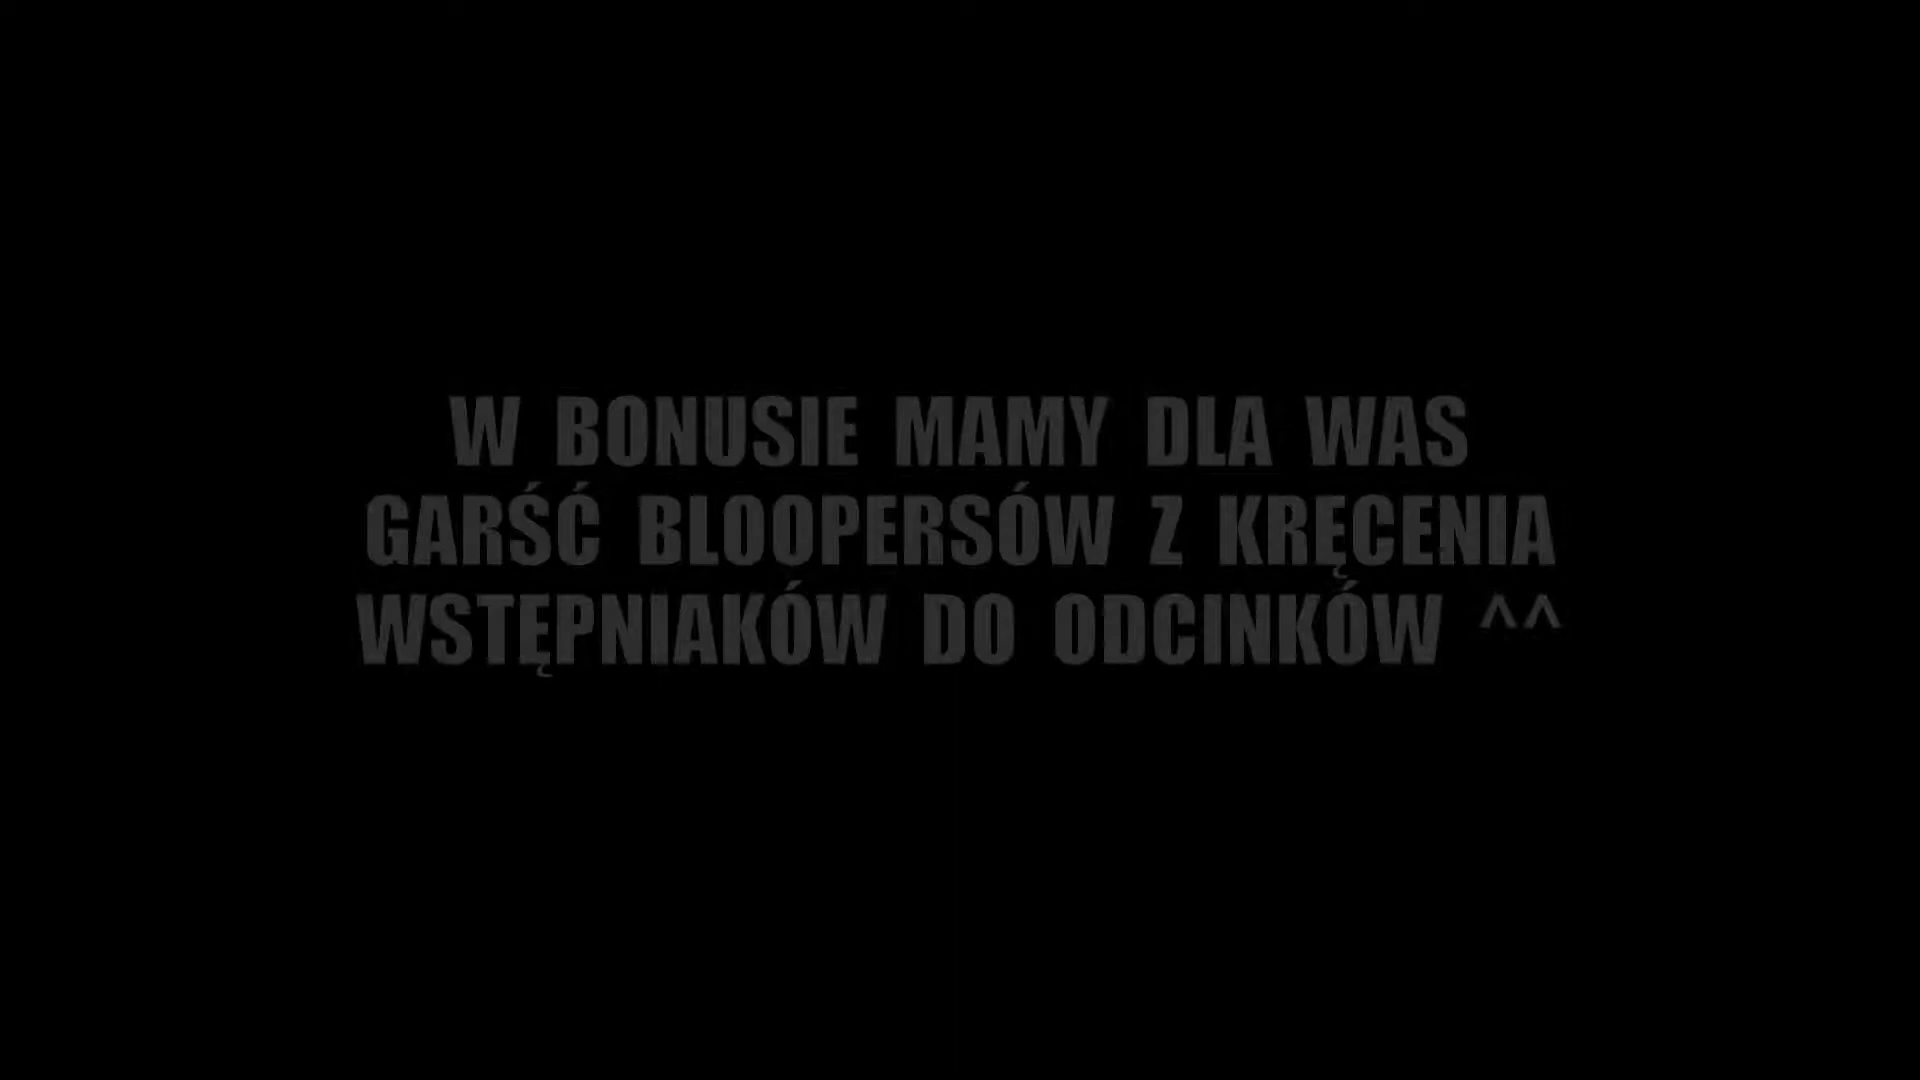 W BONUSIE MAMY DLA WAS
GARŚĆ BLOOPERSÓW Z KRĘCENIA
WSTĘPNIAKÓW DO ODCINKÓW ^^